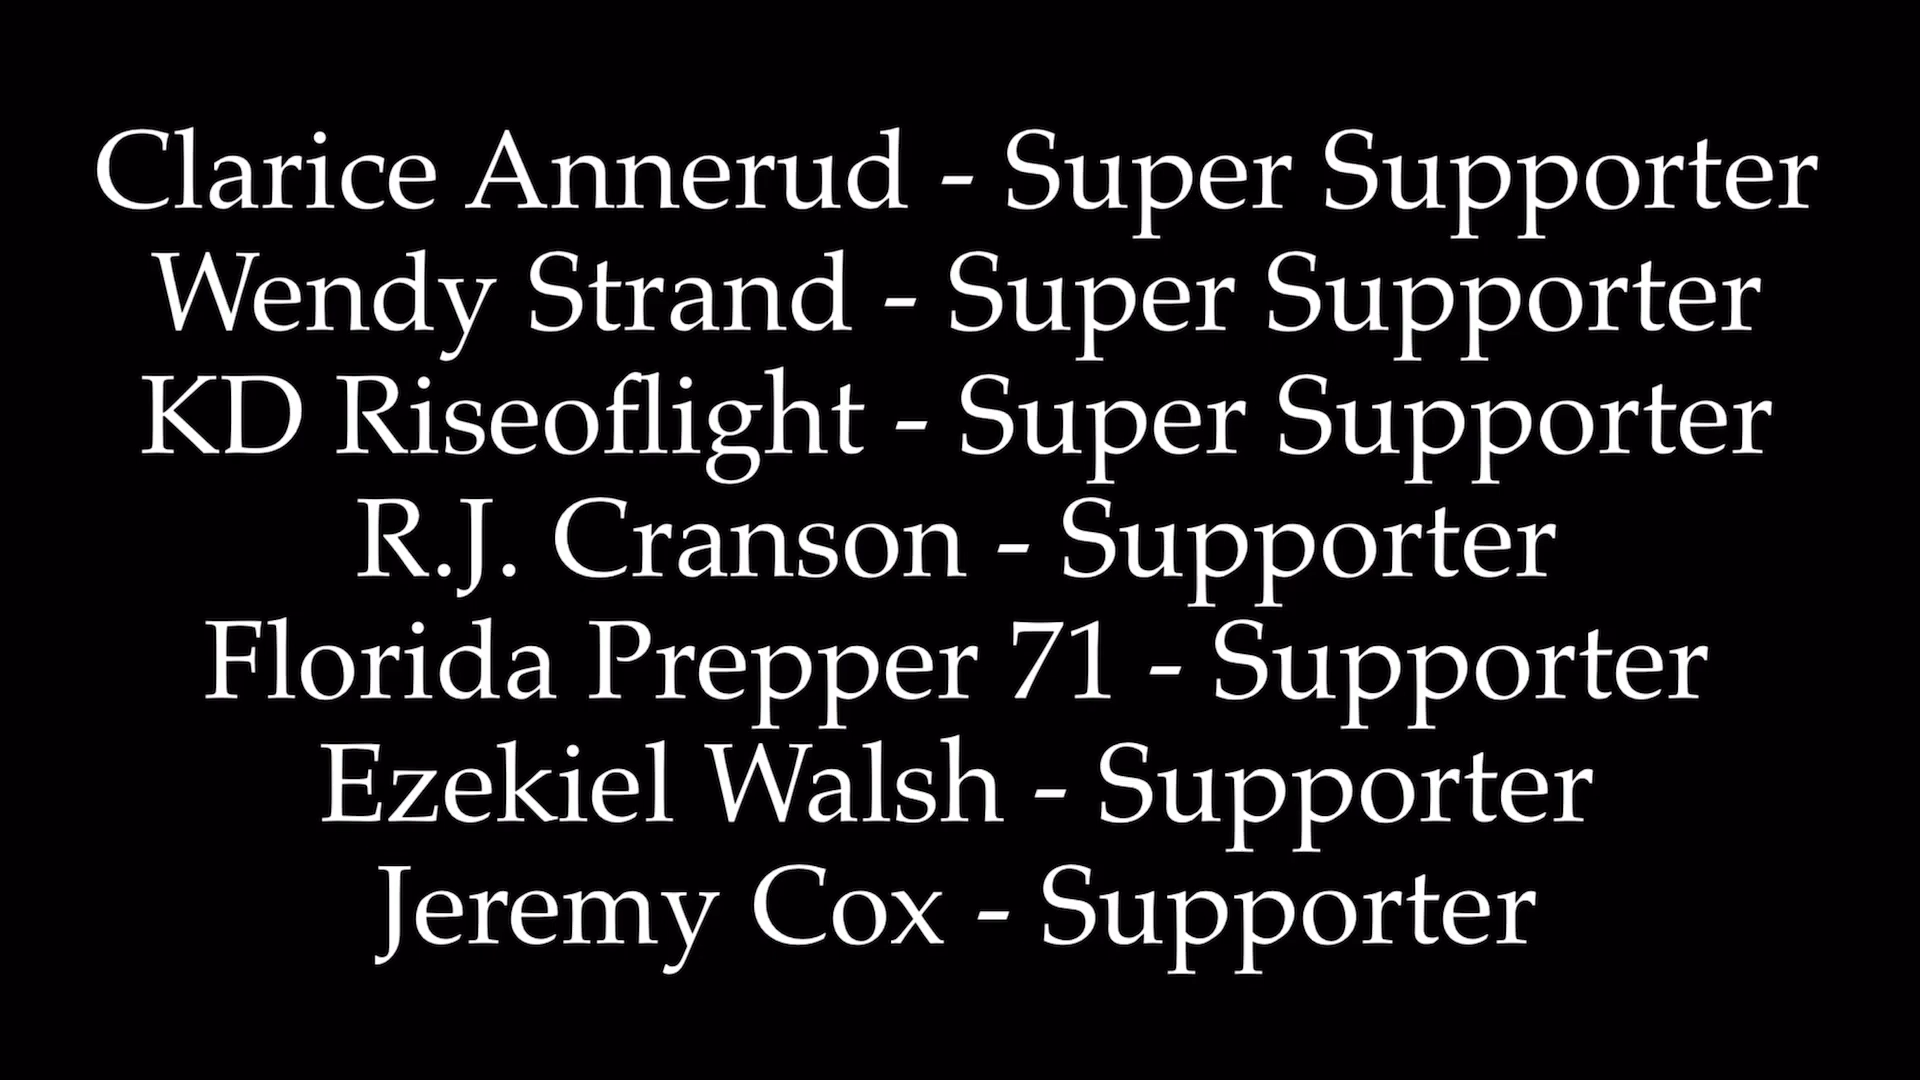 Clarice Annerud - Super Supporter
Wendy Strand - Super Supporter
KD Riseoflight - Super Supporter
R.J. Cranson - Supporter
Florida Prepper 71 - Supporter
Ezekiel Walsh - Supporter
Jeremy Cox - Supporter